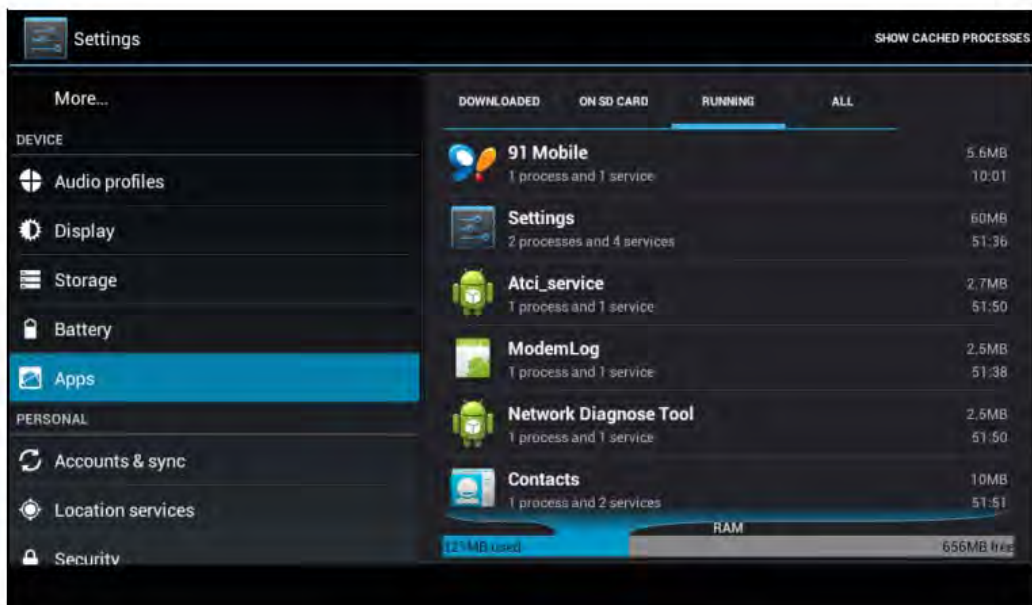 Settings
SHOW CACHED PROCESSES
More...
DEVICE
Audio profiles
Display
Storage
Battery
Apps
PERSONAL
Accounts & sync
Location services
Security
DOWNLOADED ON SD CARD RUNNING ALL
91 Mobile 5.6MB
1 process and 1 service 10:01
Settings 60MB
2 processes and 4 services 51:36
Atci_service 2.7MB
1 process and 1 service 51:50
ModemLog 2.5MB
1 process and 1 service 51:38
Network Diagnose Tool 2.5MB
1 process and 1 service 51:50
Contacts 10MB
1 process and 2 services 51:51
RAM
used 656MB free